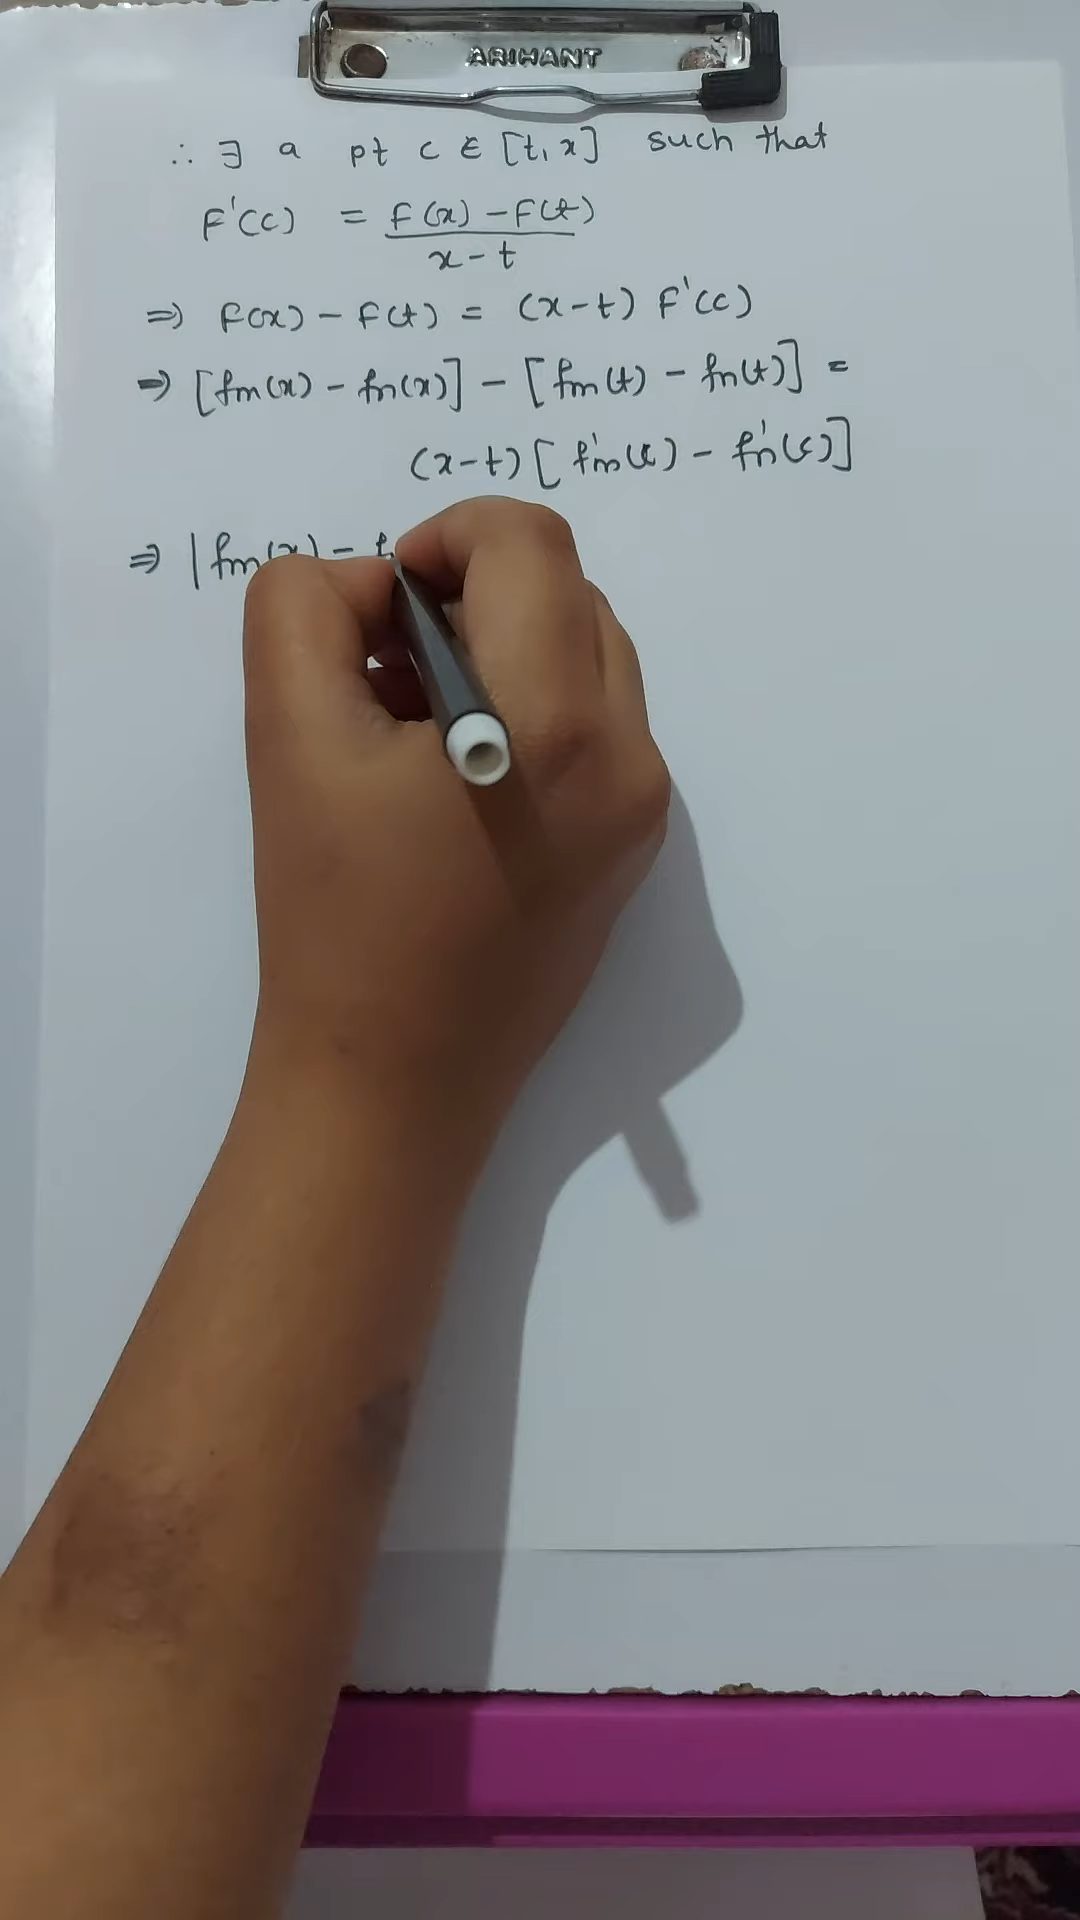 ARIHANT
∴ ∃ a pt c ∈ [t, x] such that
F'(c) = F(x) - F(t)
x - t
⇒ F(x) - F(t) = (x-t) F'(c)
⇒ [fm(x) - fn(x)] - [fm(t) - fn(t)] =
(x-t) [f'm(c) - f'n(c)]
⇒ |fm(x) -